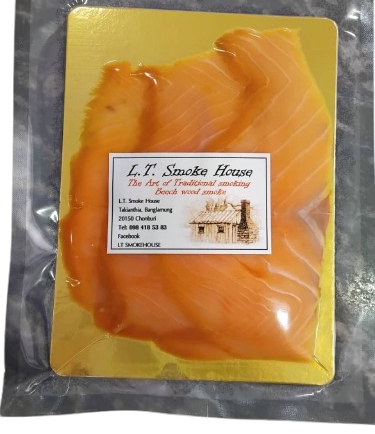 L.T. Smoke House
The Art of Traditional smoking
Beech wood smoke
L.T. Smoke House
Takianthia, Banglamung
20150 Chonburi
Tel: 098 418 53 83
Facebook
LT SMOKEHOUSE